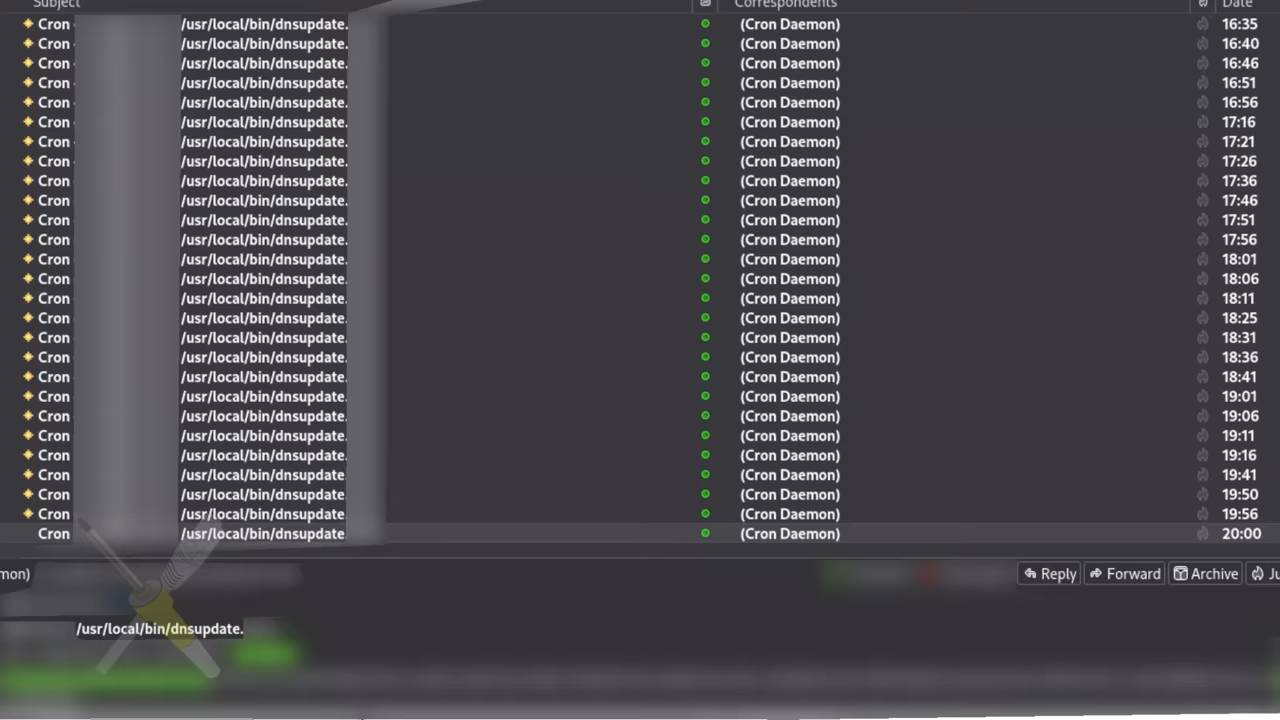 Subject Correspondents Date
Cron /usr/local/bin/dnsupdate. (Cron Daemon) 16:35
Cron /usr/local/bin/dnsupdate. (Cron Daemon) 16:40
Cron /usr/local/bin/dnsupdate. (Cron Daemon) 16:46
Cron /usr/local/bin/dnsupdate. (Cron Daemon) 16:51
Cron /usr/local/bin/dnsupdate. (Cron Daemon) 16:56
Cron /usr/local/bin/dnsupdate. (Cron Daemon) 17:16
Cron /usr/local/bin/dnsupdate. (Cron Daemon) 17:21
Cron /usr/local/bin/dnsupdate. (Cron Daemon) 17:26
Cron /usr/local/bin/dnsupdate. (Cron Daemon) 17:36
Cron /usr/local/bin/dnsupdate. (Cron Daemon) 17:46
Cron /usr/local/bin/dnsupdate. (Cron Daemon) 17:51
Cron /usr/local/bin/dnsupdate. (Cron Daemon) 17:56
Cron /usr/local/bin/dnsupdate. (Cron Daemon) 18:01
Cron /usr/local/bin/dnsupdate. (Cron Daemon) 18:06
Cron /usr/local/bin/dnsupdate. (Cron Daemon) 18:11
Cron /usr/local/bin/dnsupdate. (Cron Daemon) 18:25
Cron /usr/local/bin/dnsupdate. (Cron Daemon) 18:31
Cron /usr/local/bin/dnsupdate. (Cron Daemon) 18:36
Cron /usr/local/bin/dnsupdate. (Cron Daemon) 18:41
Cron /usr/local/bin/dnsupdate. (Cron Daemon) 19:01
Cron /usr/local/bin/dnsupdate. (Cron Daemon) 19:06
Cron /usr/local/bin/dnsupdate. (Cron Daemon) 19:11
Cron /usr/local/bin/dnsupdate. (Cron Daemon) 19:16
Cron /usr/local/bin/dnsupdate. (Cron Daemon) 19:41
Cron /usr/local/bin/dnsupdate. (Cron Daemon) 19:50
Cron /usr/local/bin/dnsupdate. (Cron Daemon) 19:56
Cron /usr/local/bin/dnsupdate (Cron Daemon) 20:00
mon) Reply Forward Archive Ju
/usr/local/bin/dnsupdate.